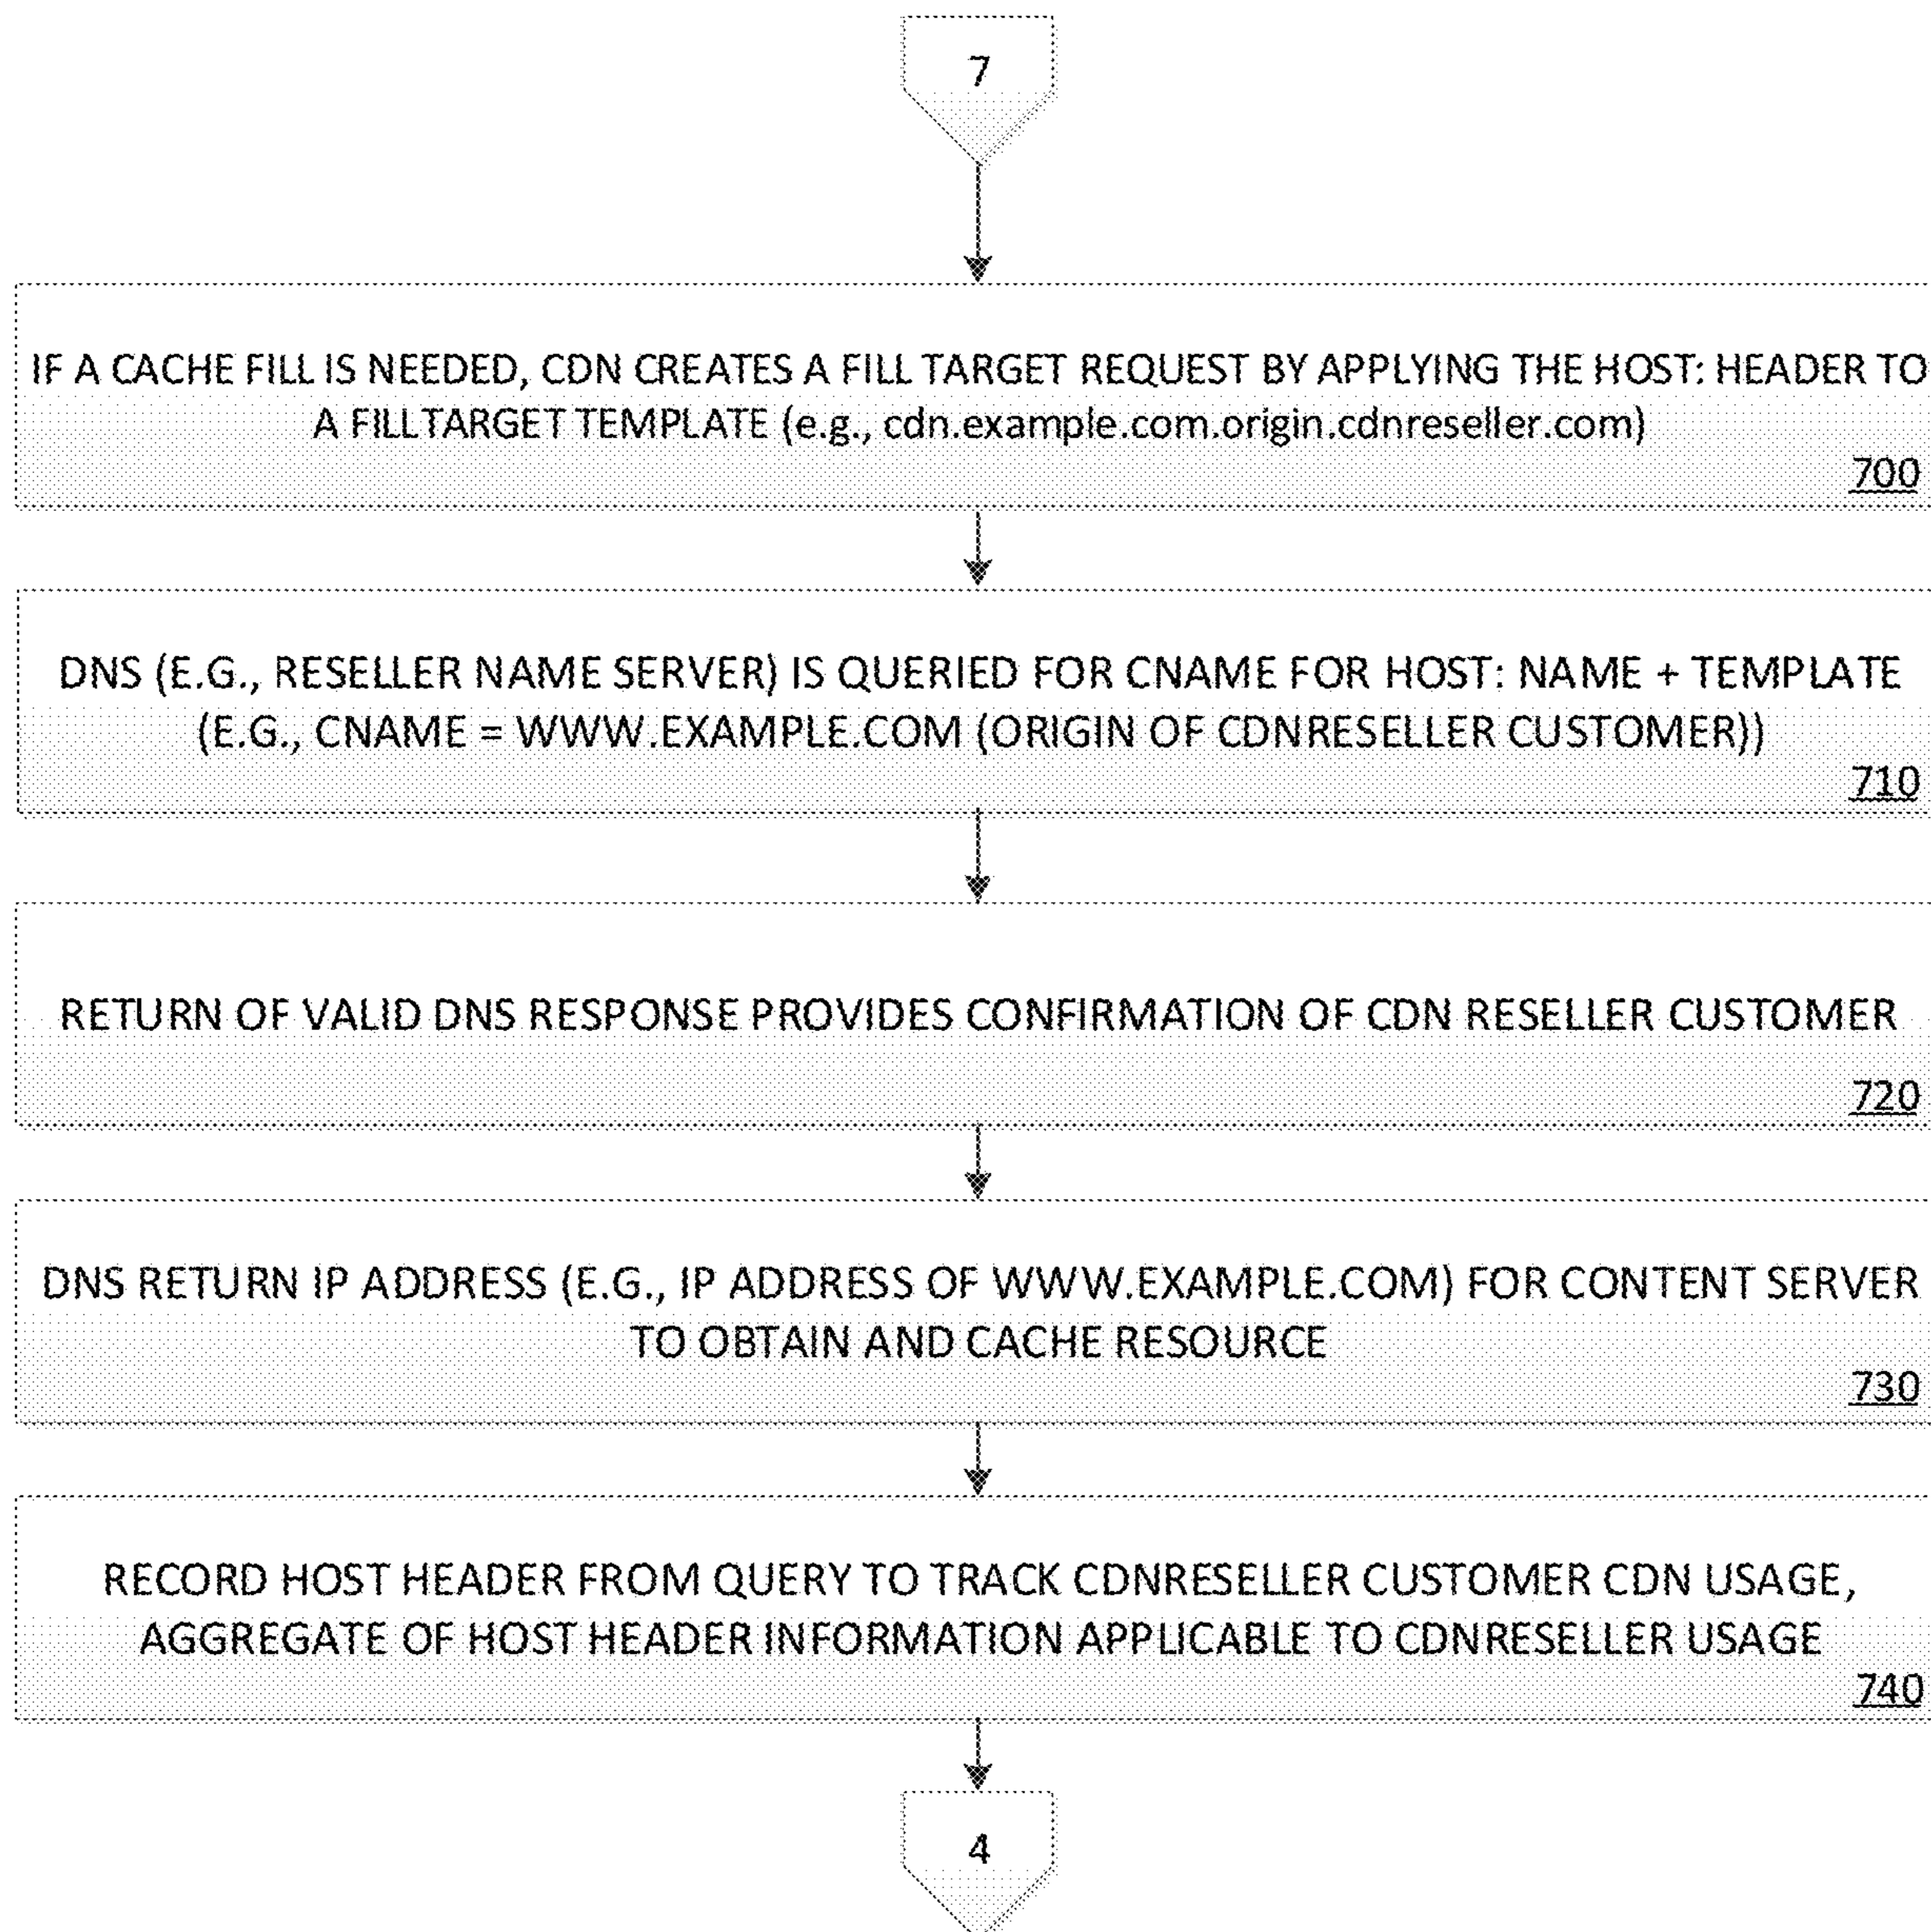 7
IF A CACHE FILL IS NEEDED, CDN CREATES A FILL TARGET REQUEST BY APPLYING THE HOST: HEADER TO
A FILL TARGET TEMPLATE (e.g., cdn.example.com.origin.cdnreseller.com)
700
DNS (E.G., RESELLER NAME SERVER) IS QUERIED FOR CNAME FOR HOST: NAME + TEMPLATE
(E.G., CNAME = WWW.EXAMPLE.COM (ORIGIN OF CDNRESELLER CUSTOMER))
710
RETURN OF VALID DNS RESPONSE PROVIDES CONFIRMATION OF CDN RESELLER CUSTOMER
720
DNS RETURN IP ADDRESS (E.G., IP ADDRESS OF WWW.EXAMPLE.COM) FOR CONTENT SERVER
TO OBTAIN AND CACHE RESOURCE
730
RECORD HOST HEADER FROM QUERY TO TRACK CDNRESELLER CUSTOMER CDN USAGE,
AGGREGATE OF HOST HEADER INFORMATION APPLICABLE TO CDNRESELLER USAGE
740
4